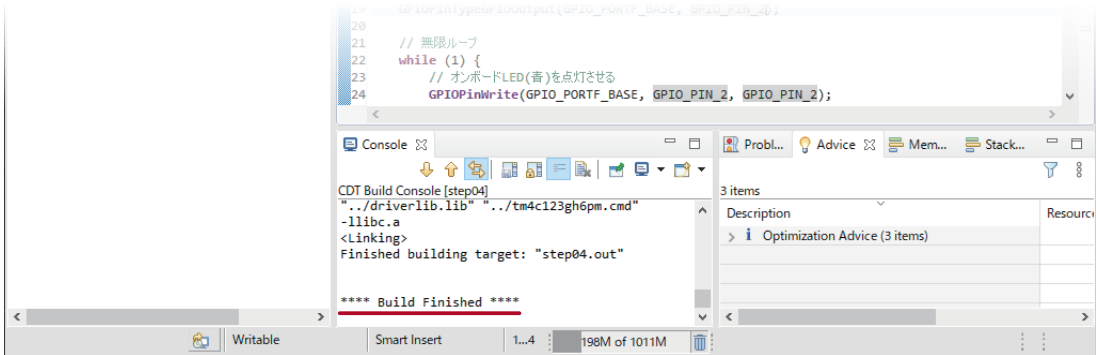 19 GPIOPinTypeGPIOOutput(GPIO_PORTF_BASE, GPIO_PIN_2);
20
21 // 無限ループ
22 while (1) {
23 // オンボードLED(青)を点灯させる
24 GPIOPinWrite(GPIO_PORTF_BASE, GPIO_PIN_2, GPIO_PIN_2);
Console
CDT Build Console [step04]
"../driverlib.lib" "../tm4c123gh6pm.cmd"
-llibc.a
<Linking>
Finished building target: "step04.out"
**** Build Finished ****
Probl... Advice Mem... Stack...
3 items
Description Resource
i Optimization Advice (3 items)
Writable Smart Insert 1...4 198M of 1011M